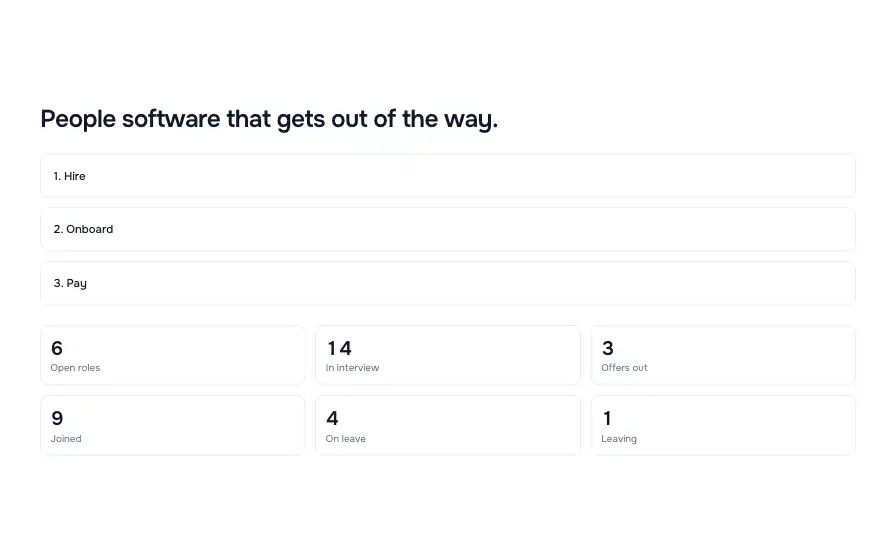 People software that gets out of the way.
1. Hire
2. Onboard
3. Pay
6
Open roles
14
In interview
3
Offers out
9
Joined
4
On leave
1
Leaving